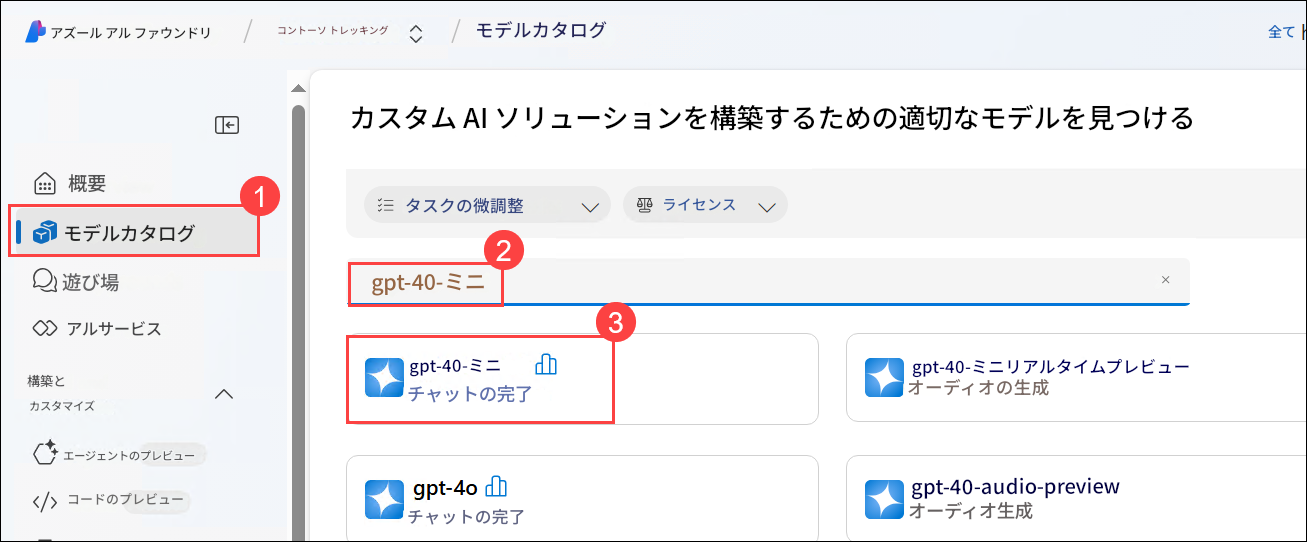 アズール アル ファウンドリ / コントーソ トレッキング / モデルカタログ
全て
カスタム AI ソリューションを構築するための適切なモデルを見つける
概要
1
モデルカタログ
遊び場
アルサービス
構築と
カスタマイズ
エージェントのプレビュー
コードのプレビュー
タスクの微調整
ライセンス
2
gpt-40-ミニ
×
3
gpt-40-ミニ
チャットの完了
gpt-40-ミニリアルタイムプレビュー
オーディオの生成
gpt-4o
チャットの完了
gpt-40-audio-preview
オーディオ生成